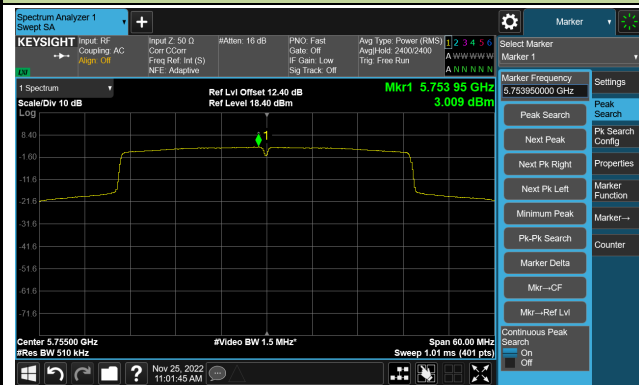 Spectrum Analyzer 1
Swept SA
Marker
KEYSIGHT
Input: RF
Coupling: AC
Align: Off
Input Z: 50 Ω
Corr CCorr
Freq Ref: Int (S)
NFE: Adaptive
#Atten: 16 dB
PNO: Fast
Gate: Off
IF Gain: Low
Sig Track: Off
Avg Type: Power (RMS)
Avg|Hold: 2400/2400
Trig: Free Run
1 2 3 4 5 6
A W W W W W
A N N N N N
LXI
Select Marker
Marker 1
1 Spectrum
Scale/Div 10 dB
Log
Ref Lvl Offset 12.40 dB
Ref Level 18.40 dBm
Mkr1 5.753 95 GHz
3.009 dBm
Marker Frequency
5.753950000 GHz
Peak Search
Next Peak
Next Pk Right
Next Pk Left
Minimum Peak
Pk-Pk Search
Marker Delta
Mkr→CF
Mkr→Ref Lvl
Continuous Peak
Search
On
Off
Settings
Peak
Search
Pk Search
Config
Properties
Marker
Function
Marker→
Counter
8.40
-1.60
-11.6
-21.6
-31.6
-41.6
-51.6
-61.6
-71.6
1
Center 5.75500 GHz
#Res BW 510 kHz
#Video BW 1.5 MHz*
Span 60.00 MHz
Sweep 1.01 ms (401 pts)
?
Nov 25, 2022
11:01:45 AM